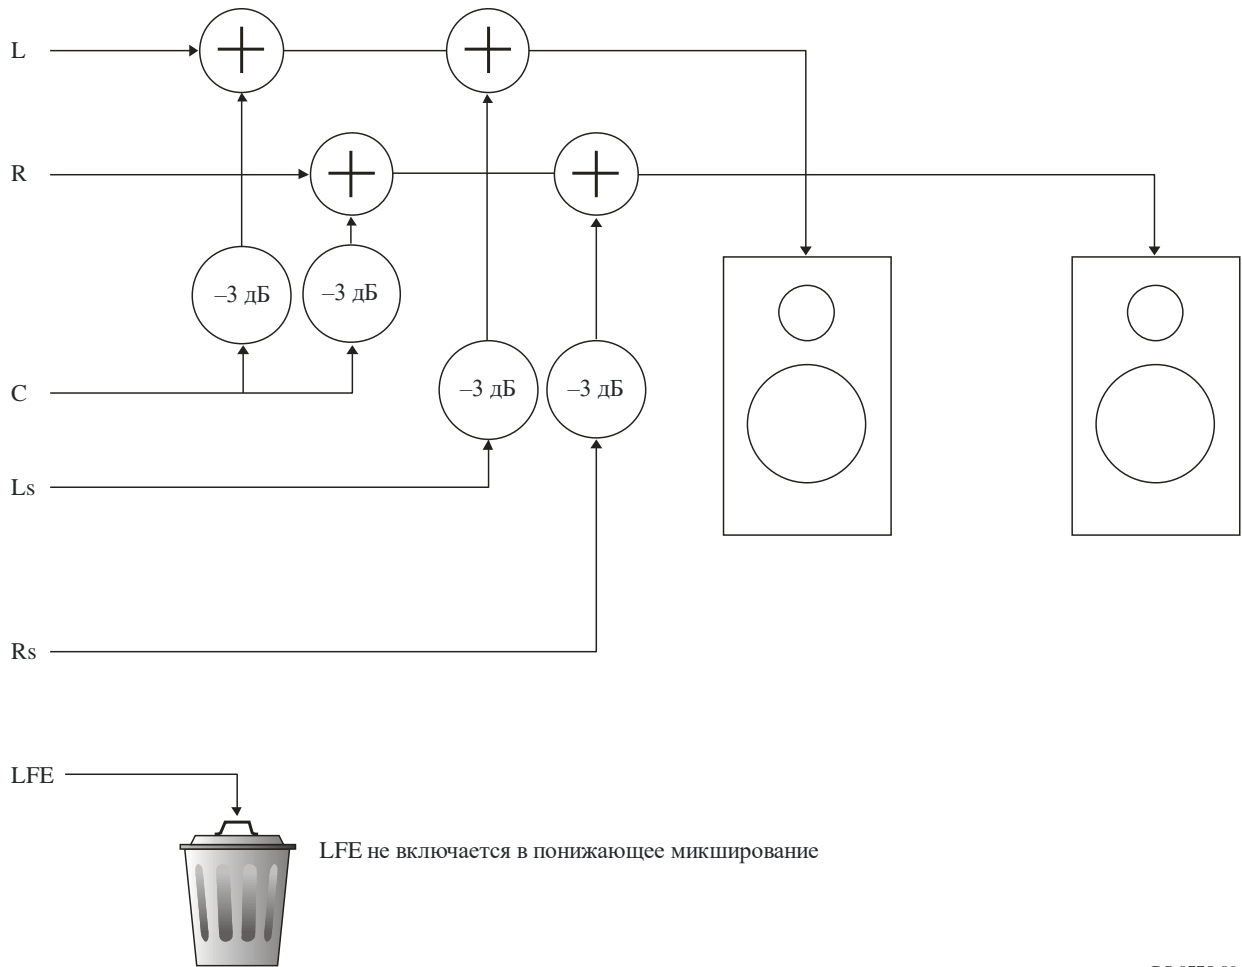 L
R
–3 дБ
–3 дБ
C
–3 дБ
–3 дБ
Ls
Rs
LFE
LFE не включается в понижающее микширование